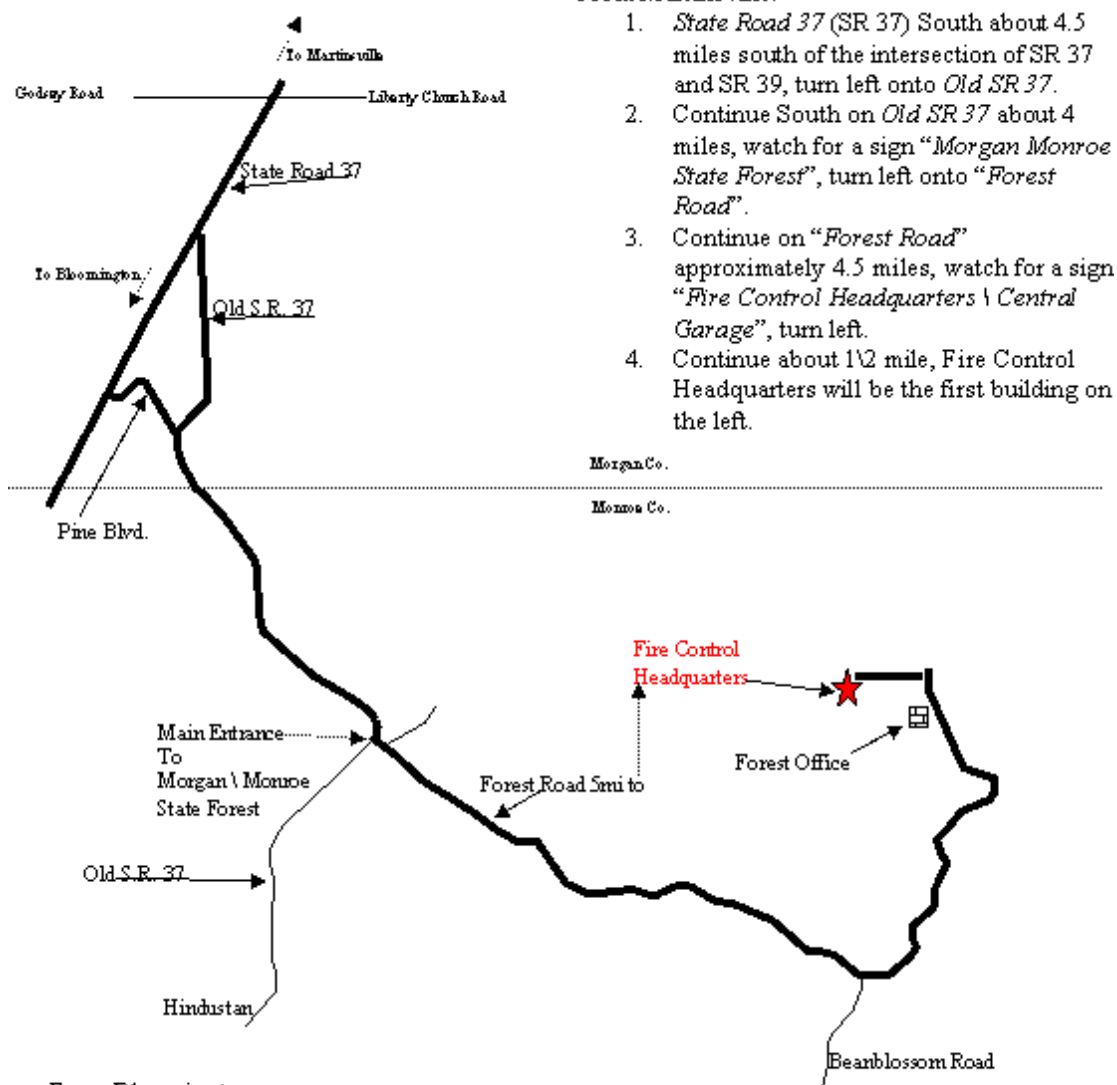 1. State Road 37 (SR 37) South about 4.5
miles south of the intersection of SR 37
and SR 39, turn left onto Old SR 37.
2. Continue South on Old SR 37 about 4
miles, watch for a sign “Morgan Monroe
State Forest”, turn left onto “Forest
Road”.
3. Continue on “Forest Road”
approximately 4.5 miles, watch for a sign
“Fire Control Headquarters \ Central
Garage”, turn left.
4. Continue about 1\2 mile, Fire Control
Headquarters will be the first building on
the left.
To Martinsville
Godsey Road
Liberty Church Road
State Road 37
To Bloomington
Old S.R. 37
Morgan Co.
Monroe Co.
Pine Blvd.
Fire Control
Headquarters
Main Entrance
To
Morgan \ Monroe
State Forest
Forest Office
Forest Road 5mi to
Old S.R. 37
Hindustan
Beanblossom Road